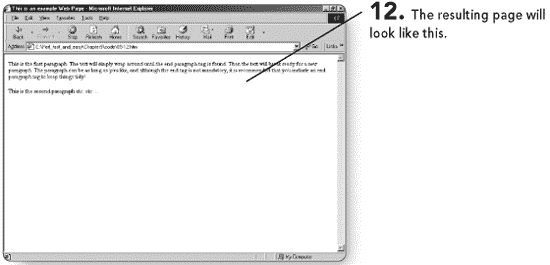 This is an example Web Page - Microsoft Internet Explorer
File Edit View Favorites Tools Help
Back Stop Refresh Home Search Favorites History Mail Print Edit
Address Go Links »
This is the first paragraph. The text will simply wrap around until the end paragraph tag is found. Then the text will break ready for a new
paragraph. The paragraph can be as long as you like, and although the end tag is not mandatory, it is recommended that you include an end
paragraph tag to keep things tidy!
This is the second paragraph etc. etc. ...
My Computer
12. The resulting page will
look like this.